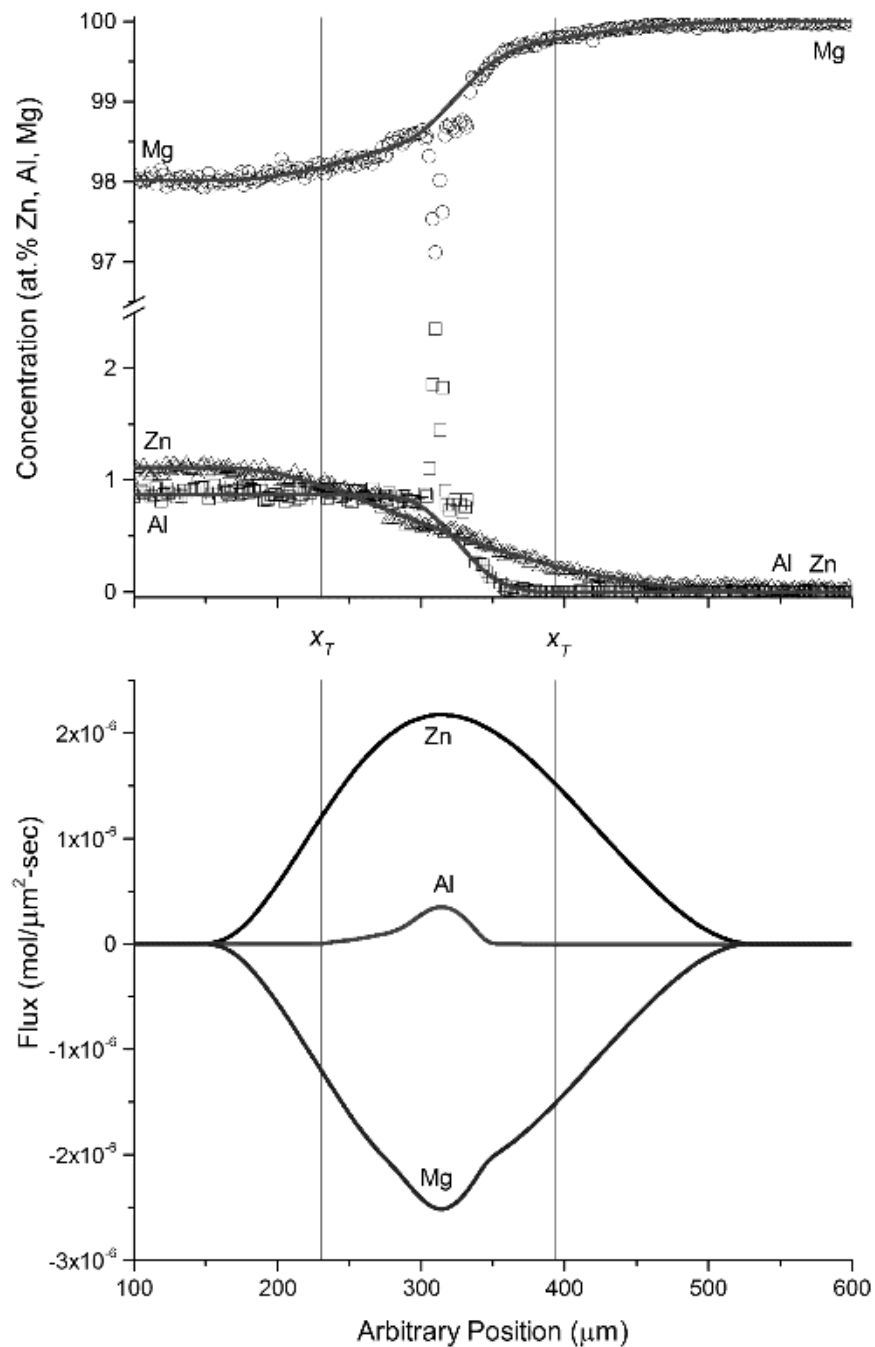 Concentration (at.% Zn, Al, Mg)
100
99
98
97
2
1
0
Mg
Mg
Zn
Al
Al Zn
x_T
x_T
Flux (mol/μm²-sec)
2x10⁻⁶
1x10⁻⁶
0
-1x10⁻⁶
-2x10⁻⁶
-3x10⁻⁶
Zn
Al
Mg
100 200 300 400 500 600
Arbitrary Position (μm)